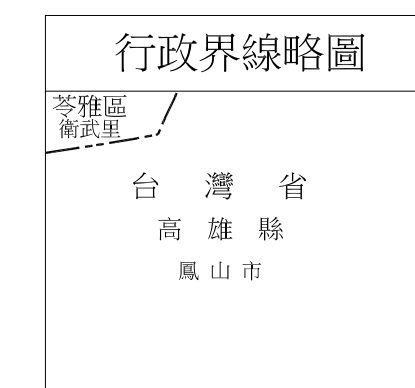 行政界線略圖
苓雅區
衛武里
台灣省
高雄縣
鳳山市